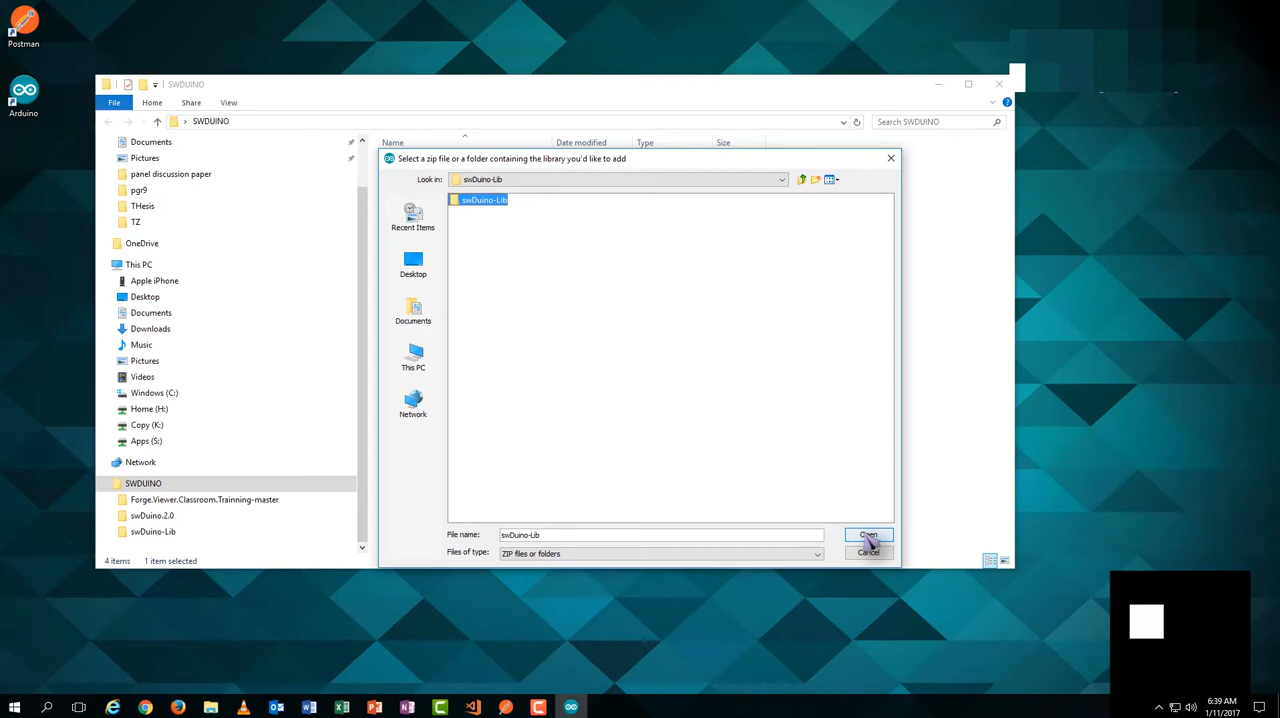 Postman
Arduino
SWDUINO
File
Home
Share
View
SWDUINO
Search SWDUINO
Documents
Pictures
panel discussion paper
pgr9
THesis
TZ
OneDrive
This PC
Apple iPhone
Desktop
Documents
Downloads
Music
Pictures
Videos
Windows (C:)
Home (H:)
Copy (K:)
Apps (S:)
Network
SWDUINO
Forge.Viewer.Classroom.Trainning-master
swDuino.2.0
swDuino-Lib
4 items
1 item selected
Name
Date modified
Type
Size
Select a zip file or a folder containing the library you'd like to add
Look in:
swDuino-Lib
swDuino-Lib
Recent Items
Desktop
Documents
This PC
Network
File name:
swDuino-Lib
Open
Files of type:
ZIP files or folders
Cancel
6:39 AM
1/11/2017